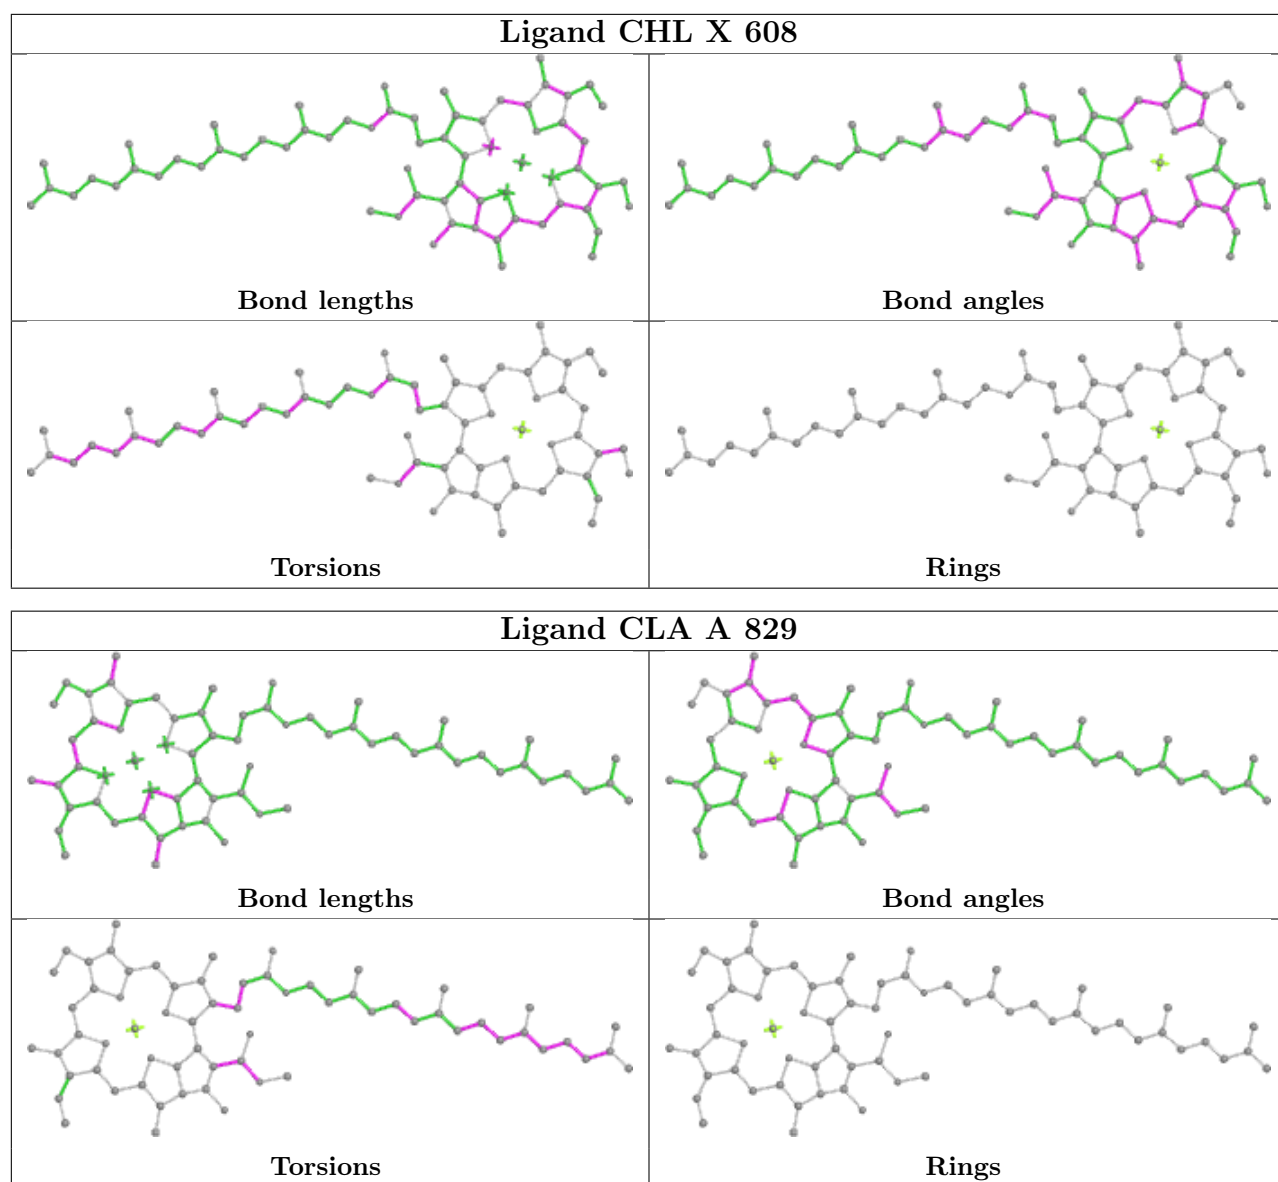 Ligand CHL X 608
Bond lengths
Bond angles
Torsions
Rings
Ligand CLA A 829
Bond lengths
Bond angles
Torsions
Rings